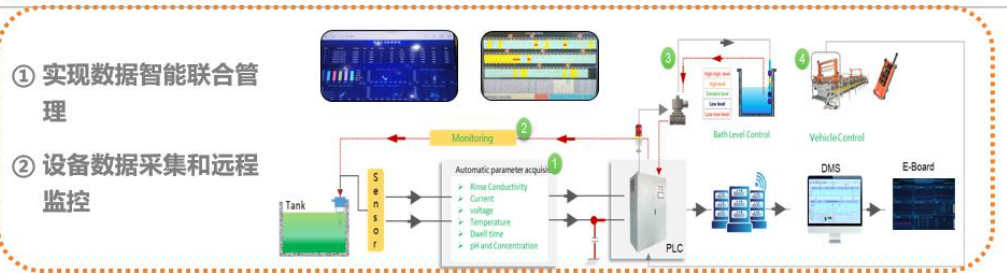 ① 实现数据智能联合管
理
② 设备数据采集和远程
监控
Tank
Sensor
Monitoring
2
Automatic parameter acquisi
1
Rinse Conductivity
Current
voltage
Temperature
Dwell time
pH and Concentration
PLC
3
High high level
High level
Standard level
Low level
Low-low level
Bath Level Control
4
Vehicle Control
DMS
E-Board